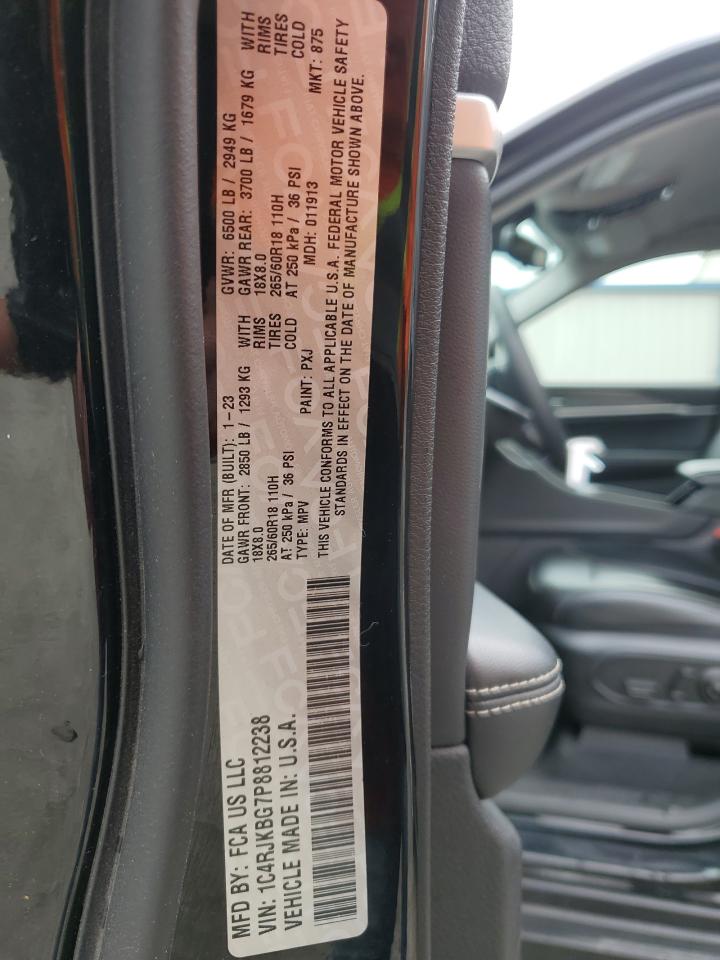 MFD BY: FCA US LLC
VIN: 1C4RJKBG7P8812238
VEHICLE MADE IN: U.S.A.
DATE OF MFR (BUILT): 1-23 GVWR: 6500 LB / 2949 KG
GAWR FRONT: 2850 LB / 1293 KG WITH GAWR REAR: 3700 LB / 1679 KG WITH
18X8.0 RIMS 18X8.0 RIMS
265/60R18 110H TIRES 265/60R18 110H TIRES
AT 250 kPa / 36 PSI COLD AT 250 kPa / 36 PSI COLD
TYPE: MPV PAINT: PXJ MDH: 011913 MKT: 875
THIS VEHICLE CONFORMS TO ALL APPLICABLE U.S.A. FEDERAL MOTOR VEHICLE SAFETY
STANDARDS IN EFFECT ON THE DATE OF MANUFACTURE SHOWN ABOVE.